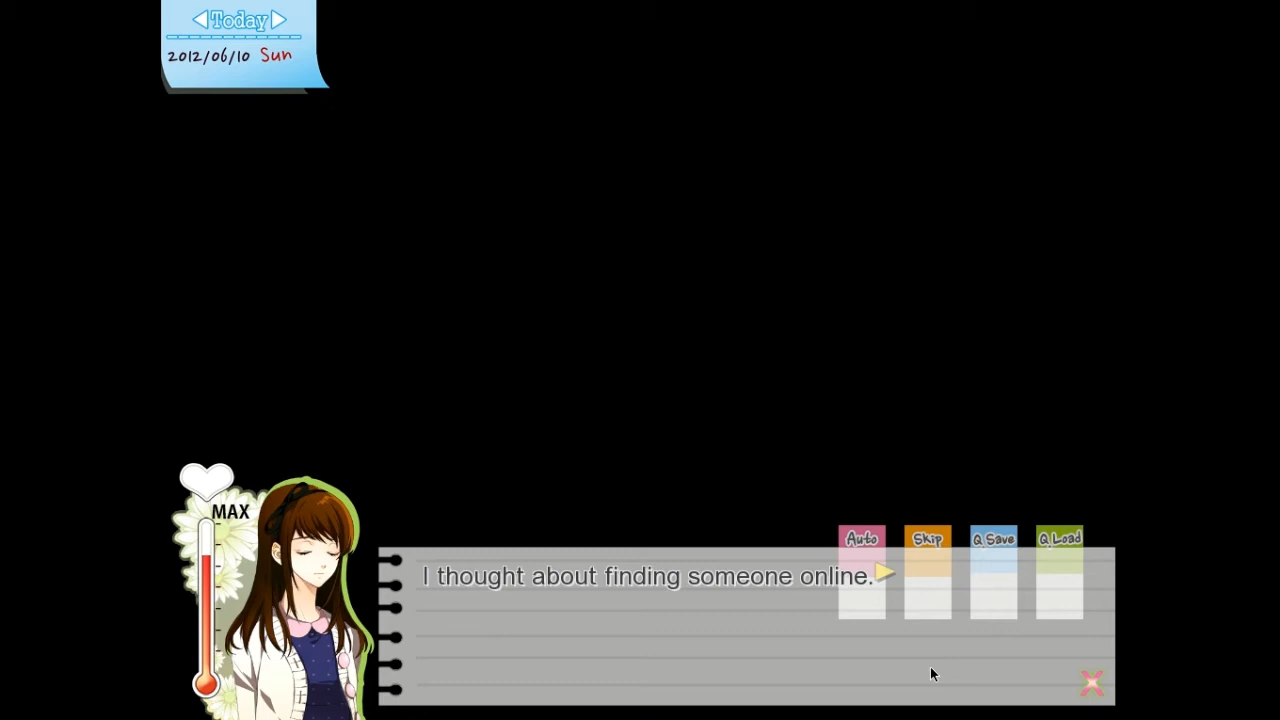 Today
2012/06/10 Sun
MAX
Auto
Skip
Q.Save
Q.Load
I thought about finding someone online.